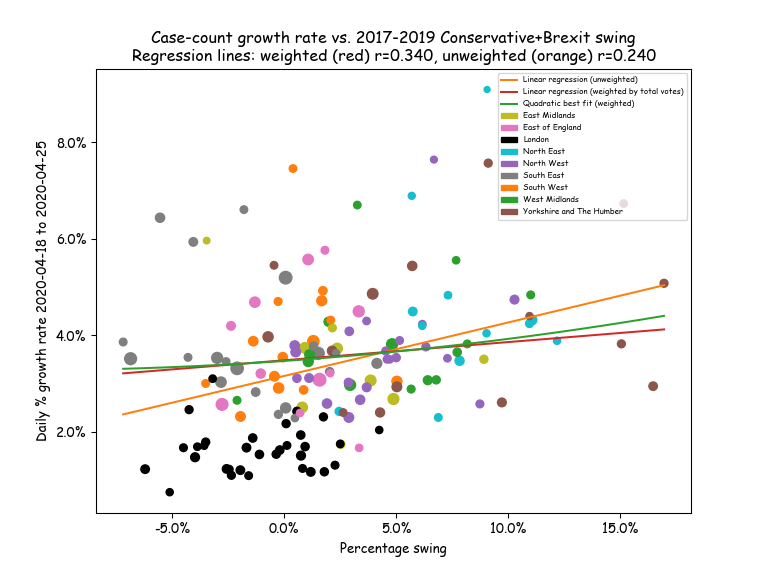 Case-count growth rate vs. 2017-2019 Conservative+Brexit swing
Regression lines: weighted (red) r=0.340, unweighted (orange) r=0.240
Linear regression (unweighted)
Linear regression (weighted by total votes)
Quadratic best fit (weighted)
East Midlands
East of England
London
North East
North West
South East
South West
West Midlands
Yorkshire and The Humber
Daily % growth rate 2020-04-18 to 2020-04-25
8.0%
6.0%
4.0%
2.0%
-5.0%
0.0%
5.0%
10.0%
15.0%
Percentage swing